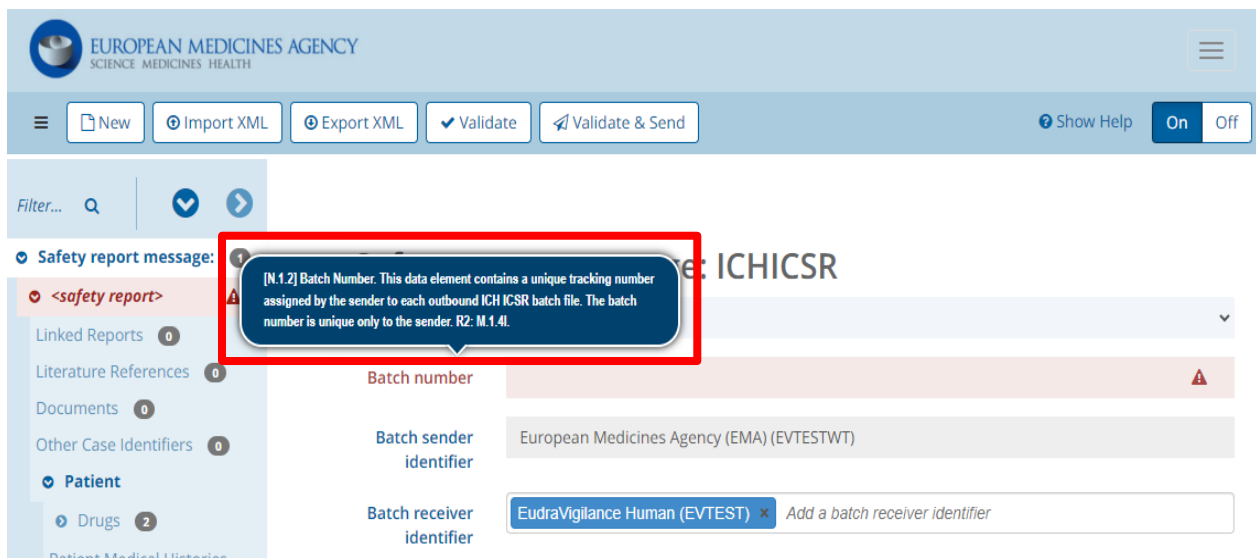 EUROPEAN MEDICINES AGENCY
SCIENCE MEDICINES HEALTH
New
Import XML
Export XML
Validate
Validate & Send
Show Help
On
Off
Filter...
Safety report message: 1
<safety report>
Linked Reports 0
Literature References 0
Documents 0
Other Case Identifiers 0
Patient
Drugs 2
Patient Medical Histories
: ICHICSR
[N.1.2] Batch Number. This data element contains a unique tracking number
assigned by the sender to each outbound ICH ICSR batch file. The batch
number is unique only to the sender. R2: M.1.4l.
Batch number
Batch sender
identifier
European Medicines Agency (EMA) (EVTESTWT)
Batch receiver
identifier
EudraVigilance Human (EVTEST) ×
Add a batch receiver identifier